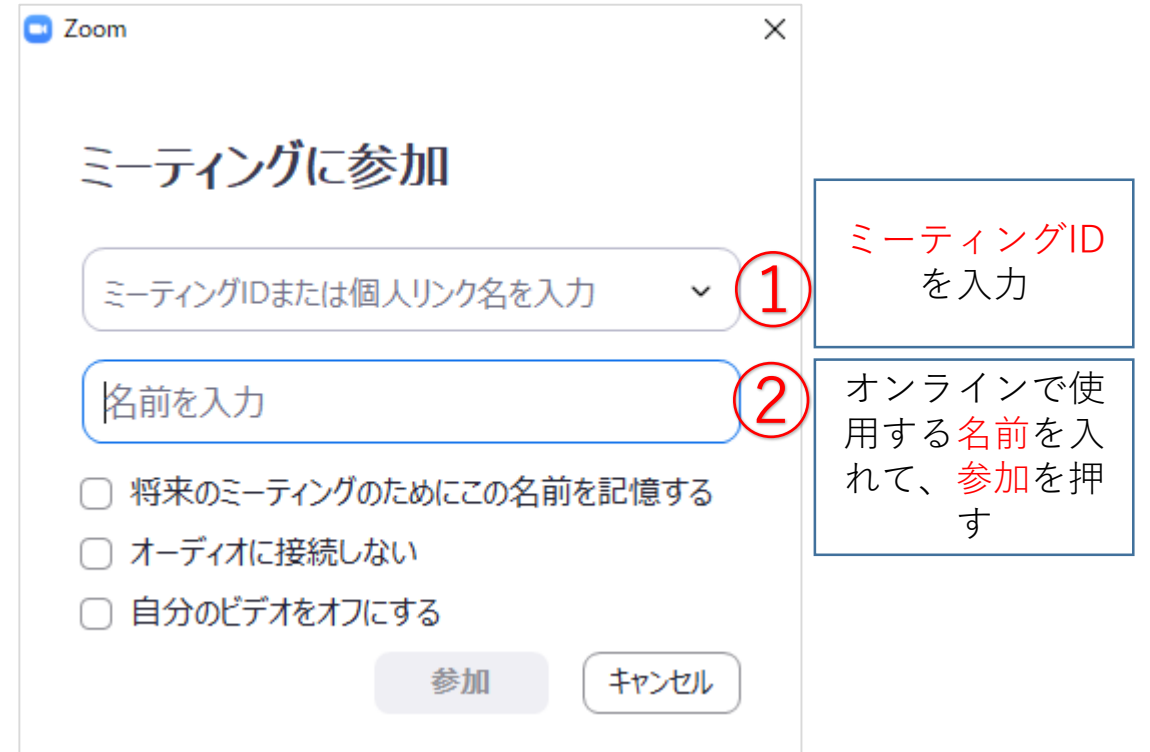 Zoom
ミーティングに参加
ミーティングIDまたは個人リンク名を入力
①
ミーティングID
を入力
名前を入力
②
オンラインで使
用する名前を入
れて、参加を押
す
将来のミーティングのためにこの名前を記憶する
オーディオに接続しない
自分のビデオをオフにする
参加
キャンセル